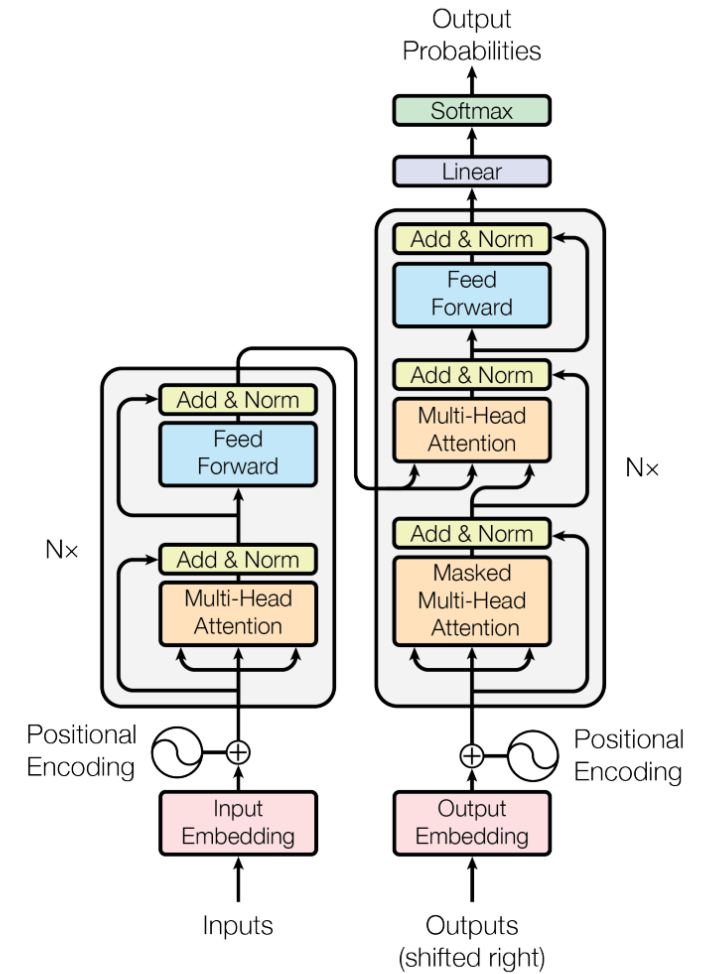 Output
Probabilities
Softmax
Linear
Add & Norm
Feed
Forward
Add & Norm
Multi-Head
Attention
Add & Norm
Masked
Multi-Head
Attention
N×
Add & Norm
Feed
Forward
Add & Norm
Multi-Head
Attention
N×
Positional
Encoding
Positional
Encoding
Input
Embedding
Output
Embedding
Inputs
Outputs
(shifted right)